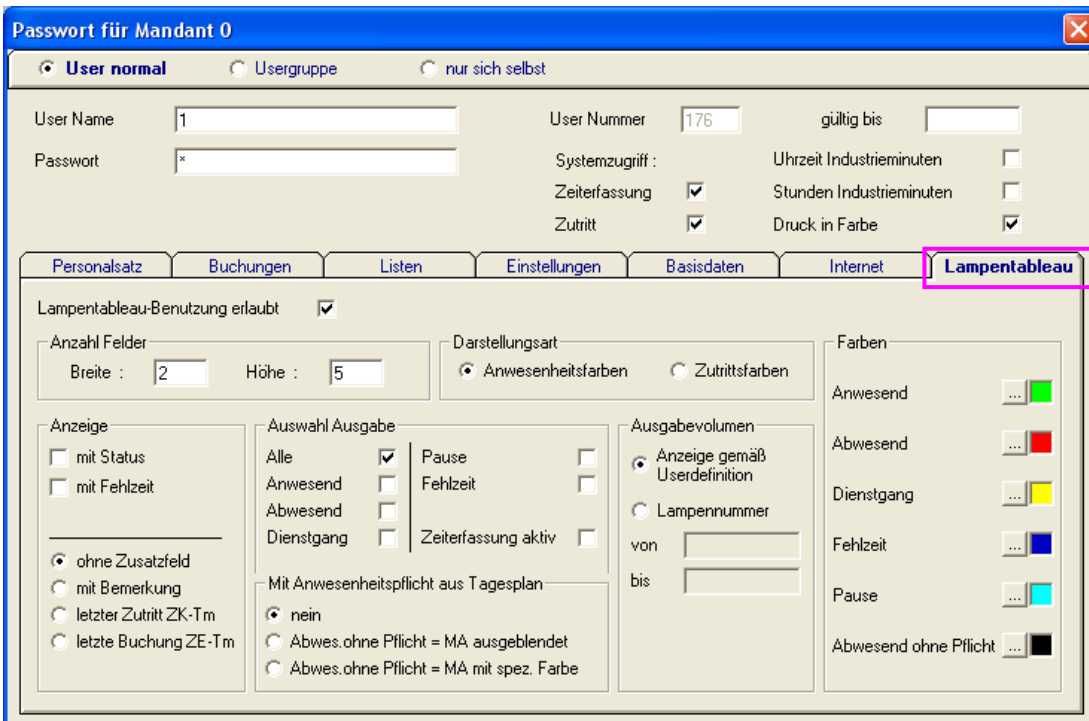 Passwort für Mandant 0
User normal Usergruppe nur sich selbst
User Name 1 User Nummer 176 gültig bis
Passwort * Systemzugriff : Uhrzeit Industrieminuten
Zeiterfassung Stunden Industrieminuten
Zutritt Druck in Farbe
Personalsatz Buchungen Listen Einstellungen Basisdaten Internet Lampentableau
Lampentableau-Benutzung erlaubt
Anzahl Felder
Breite : 2 Höhe : 5
Darstellungsart
Anwesenheitsfarben Zutrittsfarben
Anzeige
mit Status
mit Fehlzeit
ohne Zusatzfeld
mit Bemerkung
letzter Zutritt ZK-Tm
letzte Buchung ZE-Tm
Auswahl Ausgabe
Alle Pause
Anwesend Fehlzeit
Abwesend
Dienstgang Zeiterfassung aktiv
Mit Anwesenheitspflicht aus Tagesplan
nein
Abwes.ohne Pflicht = MA ausgeblendet
Abwes.ohne Pflicht = MA mit spez. Farbe
Ausgabevolumen
Anzeige gemäß
Userdefinition
Lampennummer
von
bis
Farben
Anwesend ...
Abwesend ...
Dienstgang ...
Fehlzeit ...
Pause ...
Abwesend ohne Pflicht ...